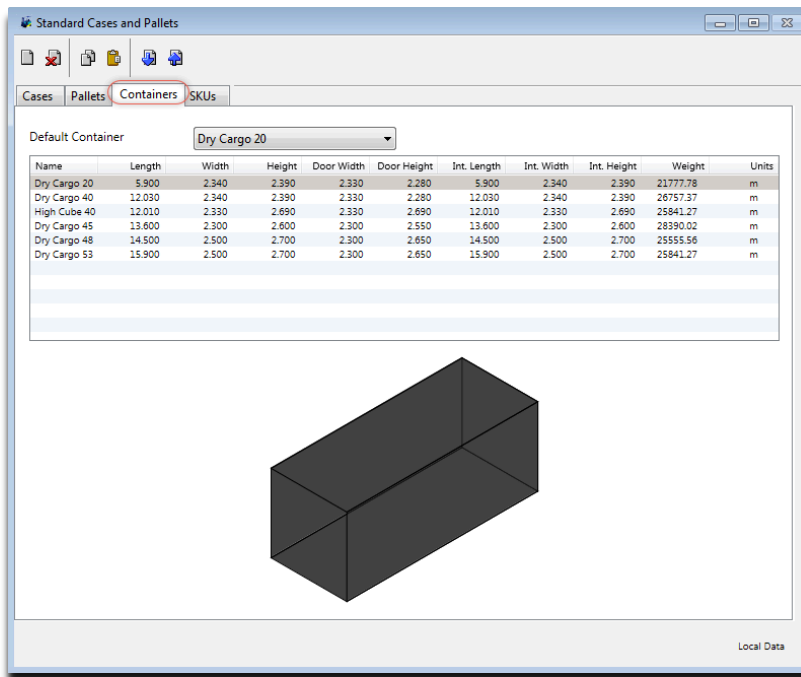 Standard Cases and Pallets
Cases Pallets Containers SKUs
Default Container Dry Cargo 20
Name Length Width Height Door Width Door Height Int. Length Int. Width Int. Height Weight Units
Dry Cargo 20 5.900 2.340 2.390 2.330 2.280 5.900 2.340 2.390 21777.78 m
Dry Cargo 40 12.030 2.340 2.390 2.330 2.280 12.030 2.340 2.390 26757.37 m
High Cube 40 12.010 2.330 2.690 2.330 2.690 12.010 2.330 2.690 25841.27 m
Dry Cargo 45 13.600 2.300 2.600 2.300 2.550 13.600 2.300 2.600 28390.02 m
Dry Cargo 48 14.500 2.500 2.700 2.300 2.650 14.500 2.500 2.700 25555.56 m
Dry Cargo 53 15.900 2.500 2.700 2.300 2.650 15.900 2.500 2.700 25841.27 m
Local Data